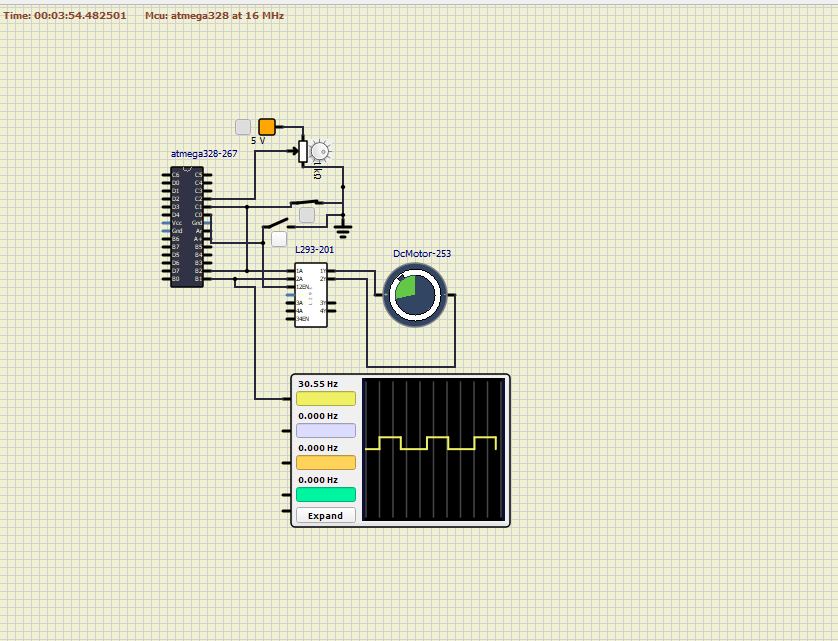 Time: 00:03:54.482501 Mcu: atmega328 at 16 MHz
5 V
1 kΩ
atmega328-267
C6 C5
D0 C4
D1 C3
D2 C2
D3 C1
D4 C0
Vcc Gnd
Gnd Ar
B6 A+
B7 B5
D5 B4
D6 B3
D7 B2
B0 B1
L293-201
1A 1Y
2A 2Y
12EN
3A 3Y
4A 4Y
34EN
DcMotor-253
30.55 Hz
0.000 Hz
0.000 Hz
0.000 Hz
Expand